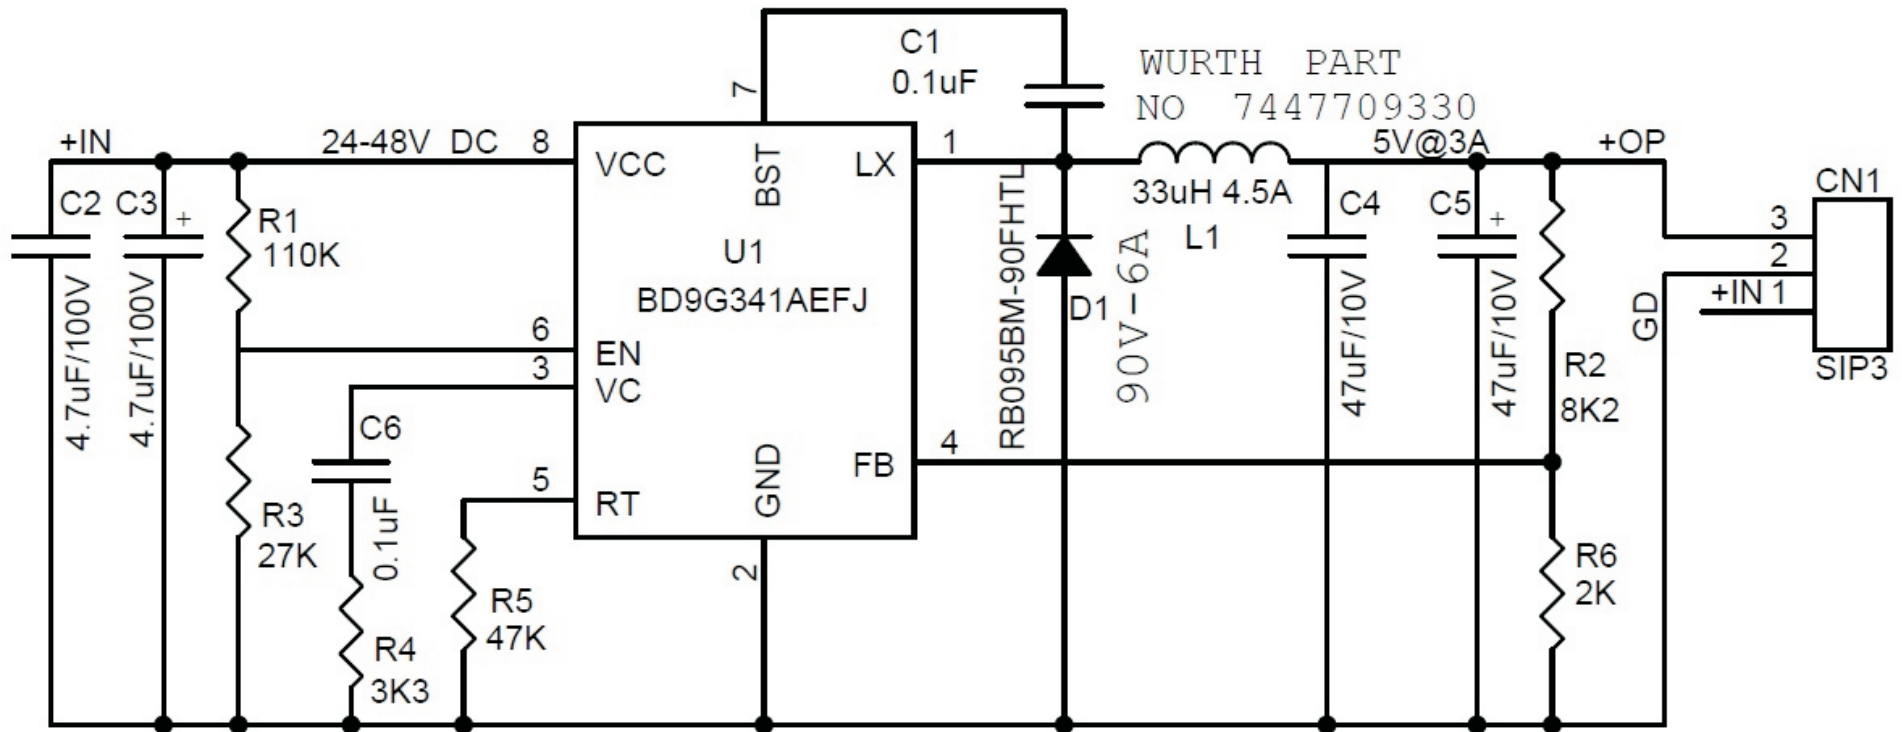 C1
0.1uF
WURTH PART
NO 7447709330
7
+IN
24-48V DC
8
VCC
BST
LX
1
5V@3A
+OP
C2
C3
+
R1
110K
4.7uF/100V
4.7uF/100V
U1
BD9G341AEFJ
RB095BM-90FHTL
33uH 4.5A
L1
D1
90V-6A
C4
47uF/10V
C5
+
47uF/10V
CN1
3
2
+IN 1
SIP3
GD
R2
8K2
6
EN
3
VC
C6
0.1uF
4
FB
5
RT
GND
2
R3
27K
R4
3K3
R5
47K
R6
2K